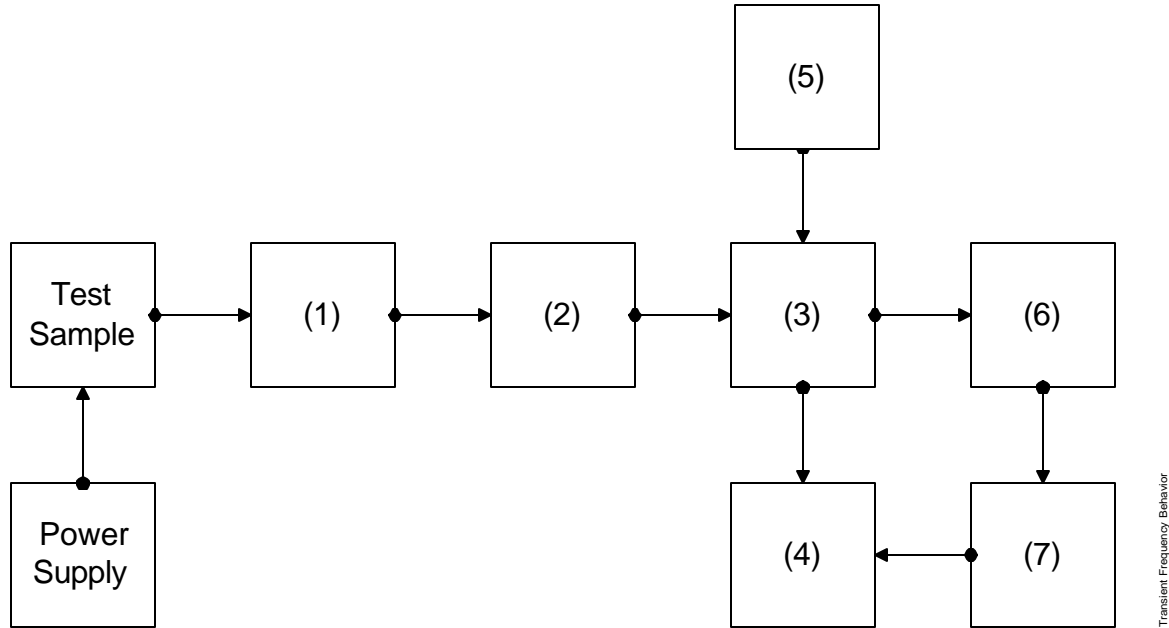 (5)
Test
Sample
(1)
(2)
(3)
(6)
Power
Supply
(4)
(7)
Transient Frequency Behavior